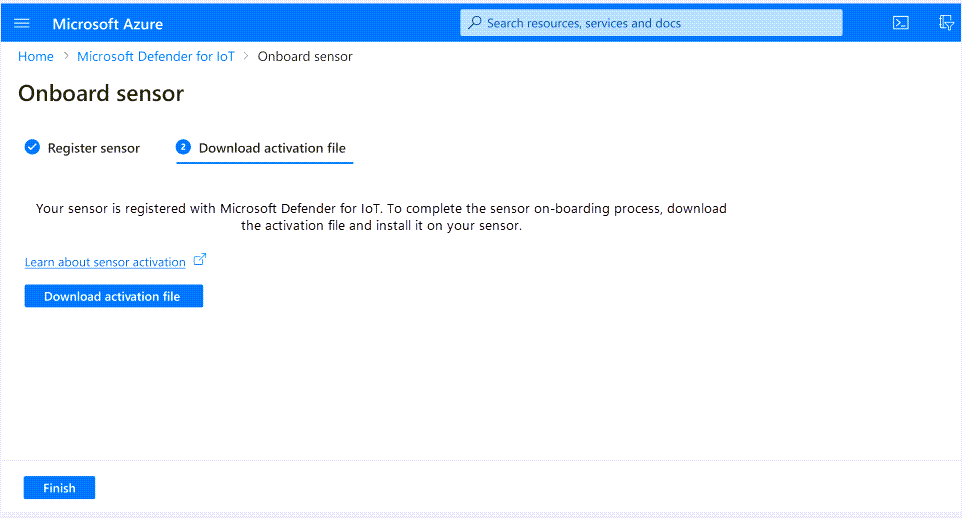 Microsoft Azure
Search resources, services and docs
Home > Microsoft Defender for IoT > Onboard sensor
Onboard sensor
Register sensor
2 Download activation file
Your sensor is registered with Microsoft Defender for IoT. To complete the sensor on-boarding process, download
the activation file and install it on your sensor.
Learn about sensor activation
Download activation file
Finish